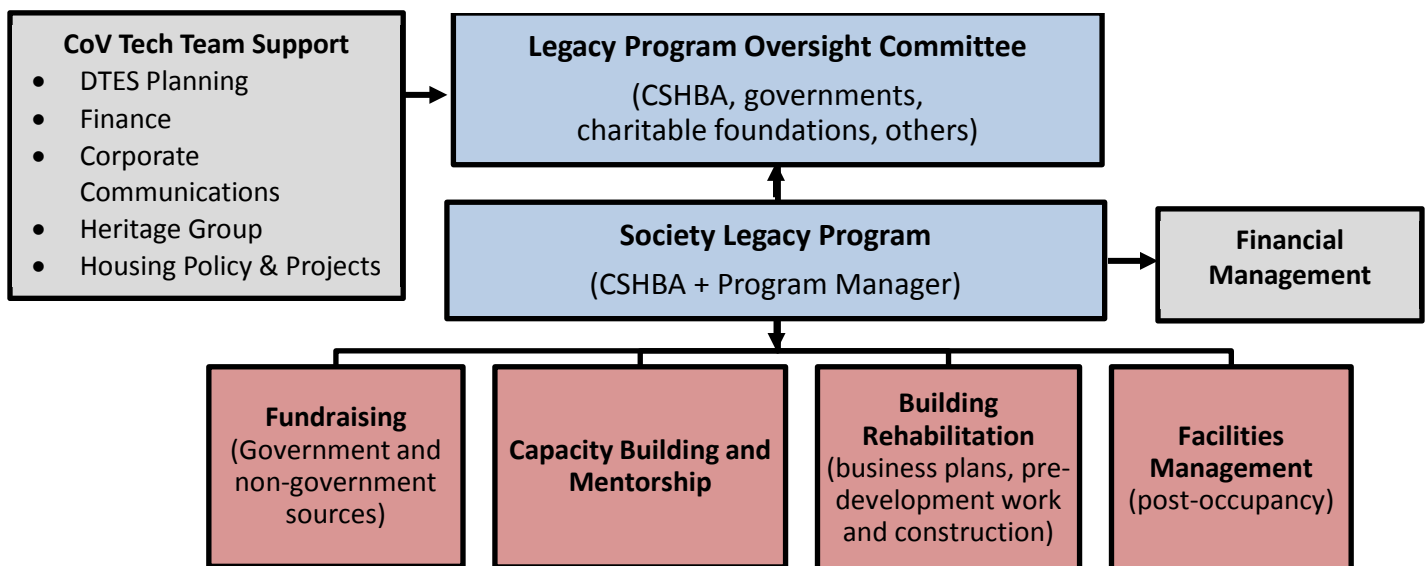 CoV Tech Team Support
• DTES Planning
• Finance
• Corporate
Communications
• Heritage Group
• Housing Policy & Projects
Legacy Program Oversight Committee
(CSHBA, governments,
charitable foundations, others)
Society Legacy Program
(CSHBA + Program Manager)
Financial
Management
Fundraising
(Government and
non-government
sources)
Capacity Building and
Mentorship
Building
Rehabilitation
(business plans, pre-
development work
and construction)
Facilities
Management
(post-occupancy)